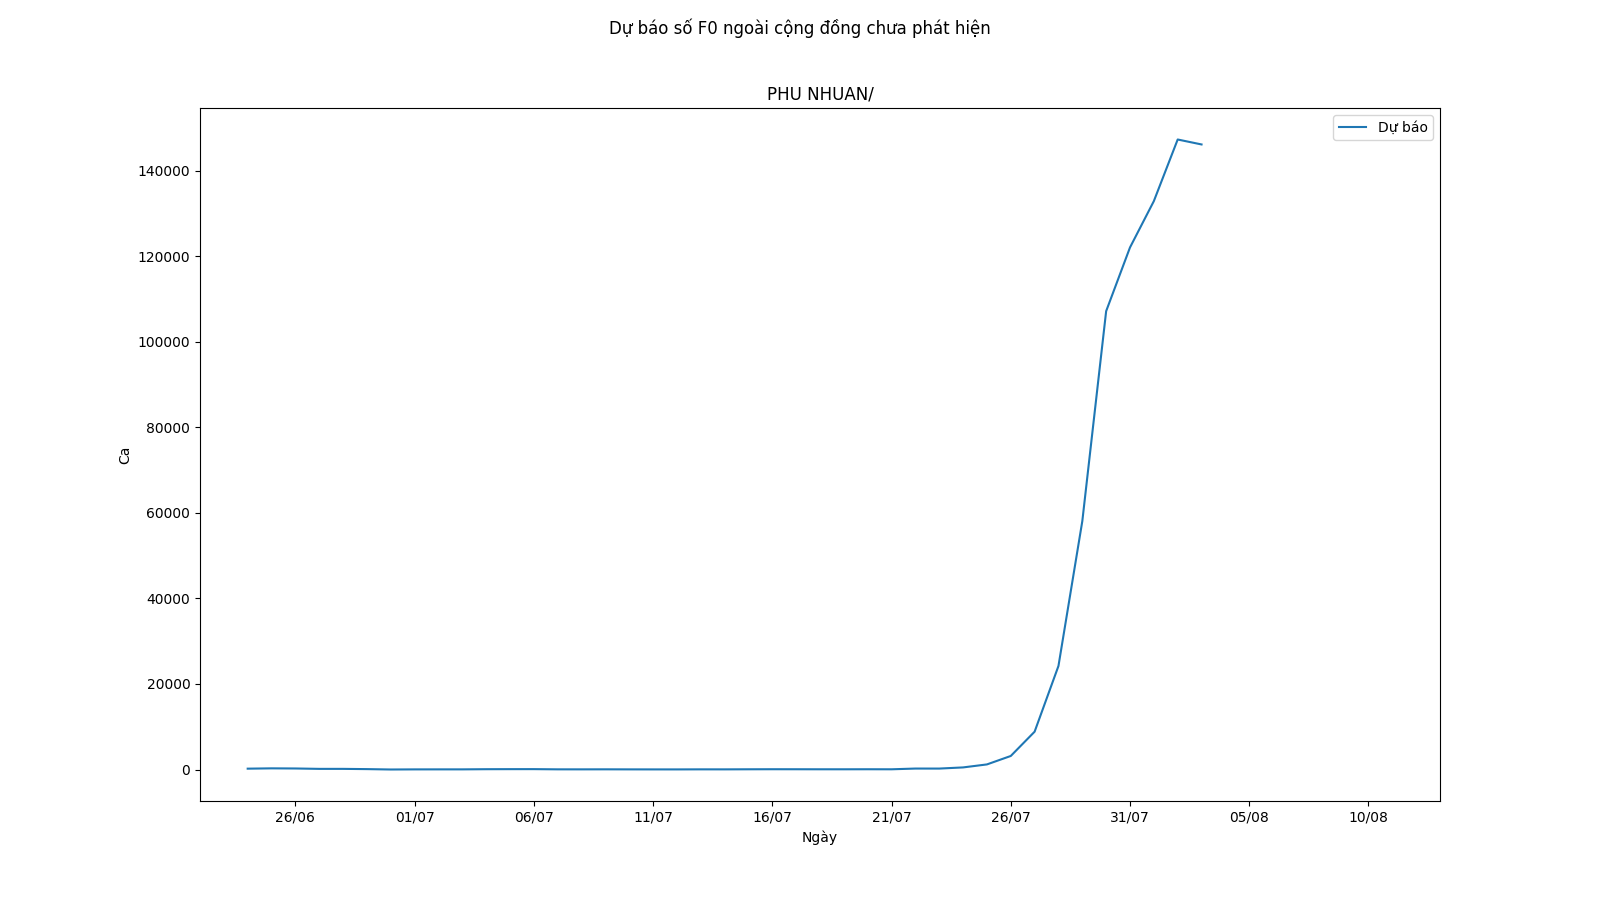 Dự báo số F0 ngoài cộng đồng chưa phát hiện
PHU NHUAN/
Dự báo
140000
120000
100000
80000
60000
40000
20000
0
Ca
26/06 01/07 06/07 11/07 16/07 21/07 26/07 31/07 05/08 10/08
Ngày